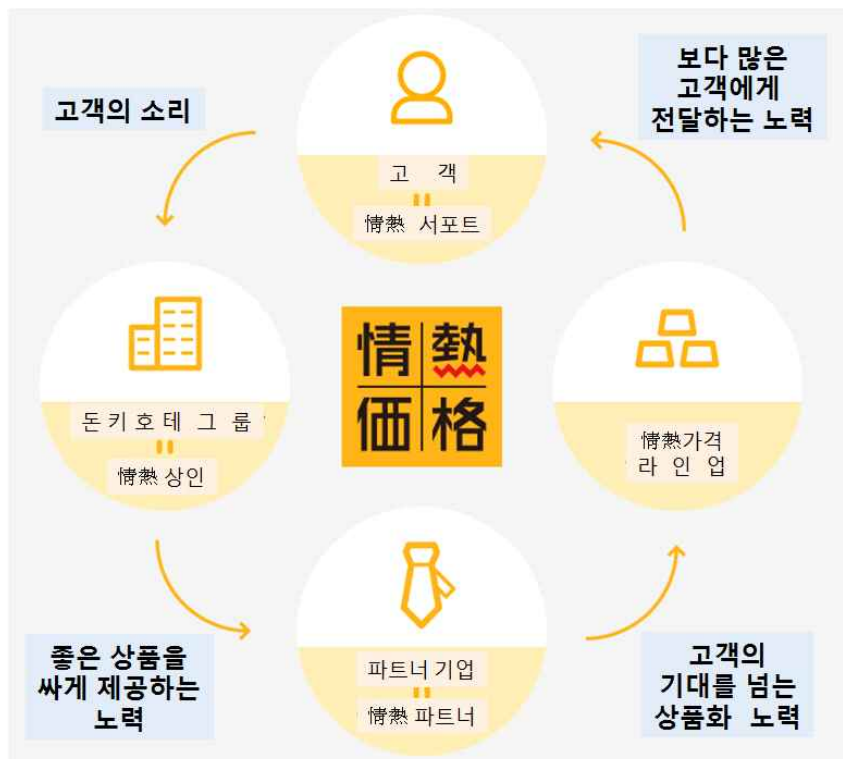 고객의 소리
보다 많은
고객에게
전달하는 노력
고 객
情熱 서포트
돈키호테 그룹
情熱 상인
情熱
価格
情熱가격
라 인 업
파트너 기업
情熱 파트너
좋은 상품을
싸게 제공하는
노력
고객의
기대를 넘는
상품화 노력